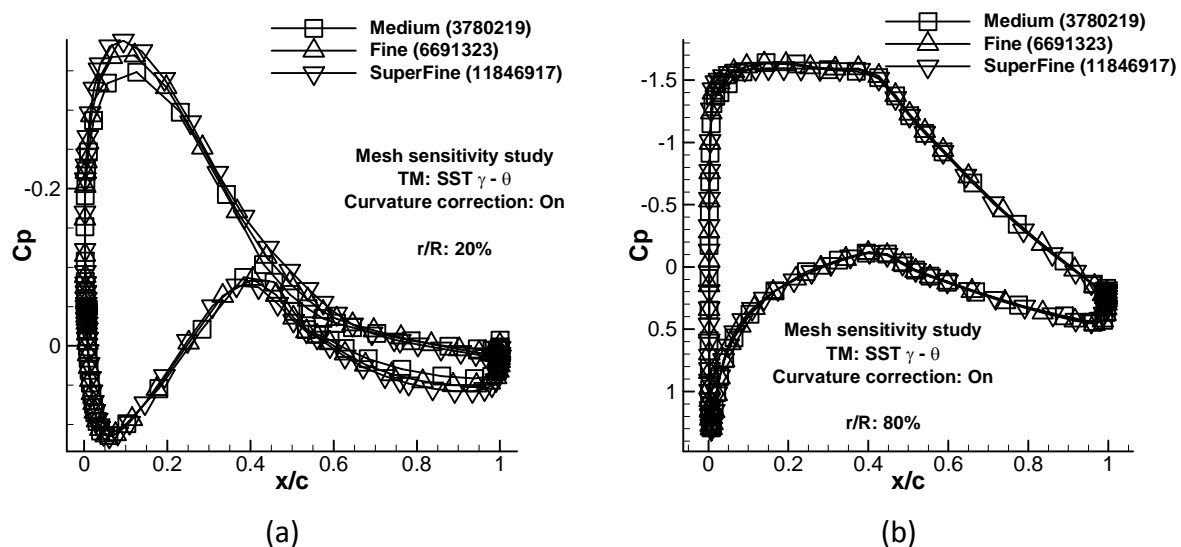 Medium (3780219)
Fine (6691323)
SuperFine (11846917)
Mesh sensitivity study
TM: SST γ - θ
Curvature correction: On
r/R: 20%
Cp
-0.2
0
0 0.2 0.4 0.6 0.8 1
x/c
(a)
Medium (3780219)
Fine (6691323)
SuperFine (11846917)
Cp
-1.5
-1
-0.5
0
0.5
1
Mesh sensitivity study
TM: SST γ - θ
Curvature correction: On
r/R: 80%
0 0.2 0.4 0.6 0.8 1
x/c
(b)